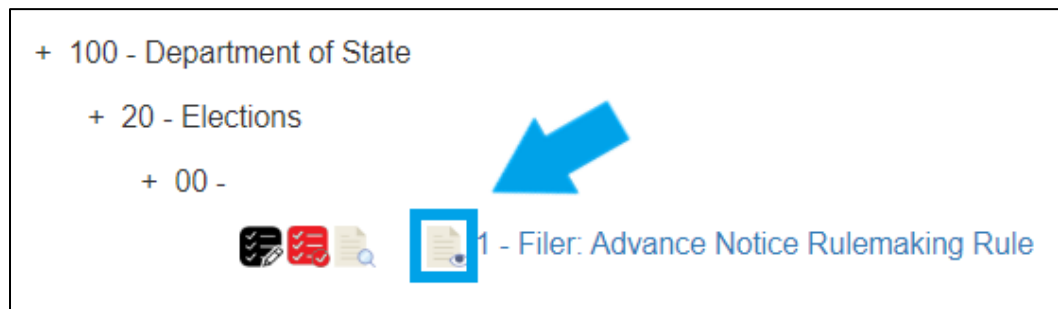 + 100 - Department of State
+ 20 - Elections
+ 00 -
1 - Filer: Advance Notice Rulemaking Rule